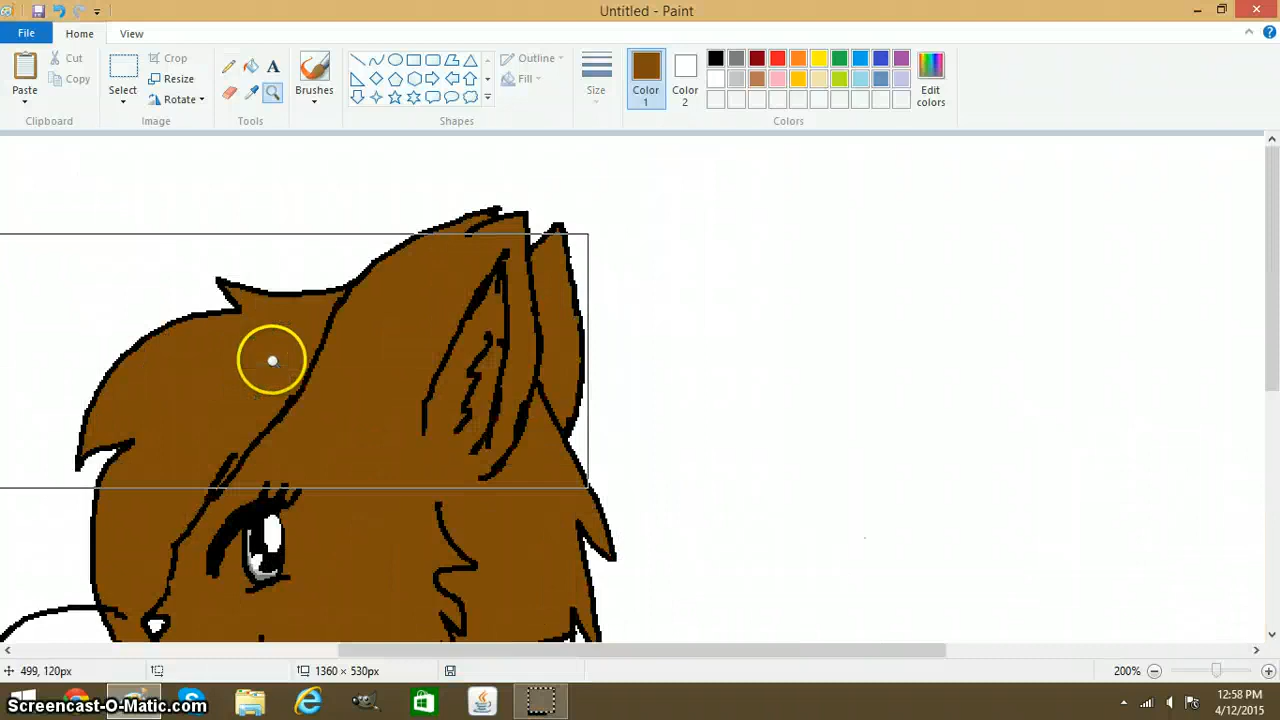 Untitled - Paint
File
Home
View
Paste
Cut
Copy
Clipboard
Select
Crop
Resize
Rotate
Image
A
Tools
Brushes
Outline
Fill
Shapes
Size
Color 1
Color 2
Edit colors
Colors
499, 120px
1360 × 530px
200%
12:58 PM
4/12/2015
Screencast-O-Matic.com